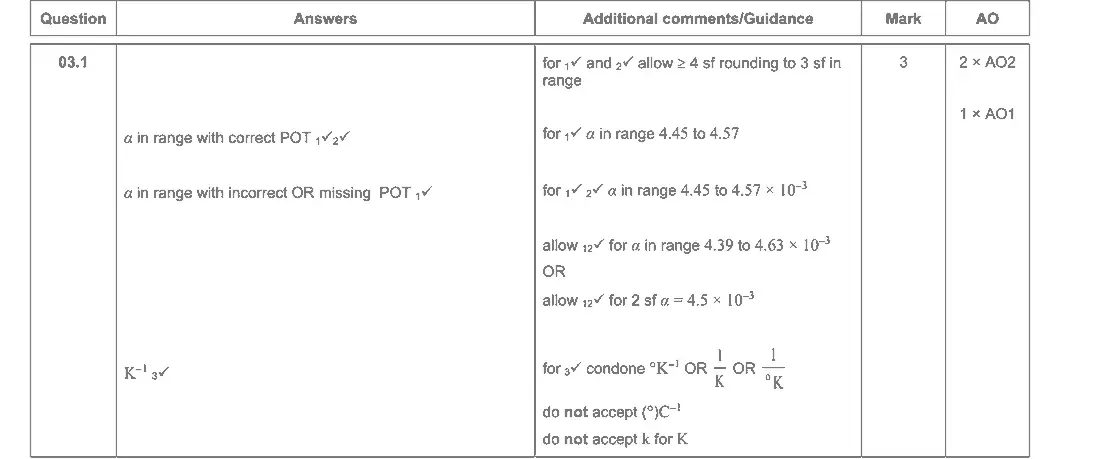 Question Answers Additional comments/Guidance Mark AO
03.1 for ₁✓ and ₂✓ allow ≥ 4 sf rounding to 3 sf in 3 2 × AO2
range
1 × AO1
α in range with correct POT ₁✓₂✓ for ₁✓ α in range 4.45 to 4.57
α in range with incorrect OR missing POT ₁✓ for ₁✓ ₂✓ α in range 4.45 to 4.57 × 10⁻³
allow ₁₂✓ for α in range 4.39 to 4.63 × 10⁻³
OR
allow ₁₂✓ for 2 sf α = 4.5 × 10⁻³
K⁻¹ ₃✓ for ₃✓ condone °K⁻¹ OR 1/K OR 1/°K
do not accept (°)C⁻¹
do not accept k for K